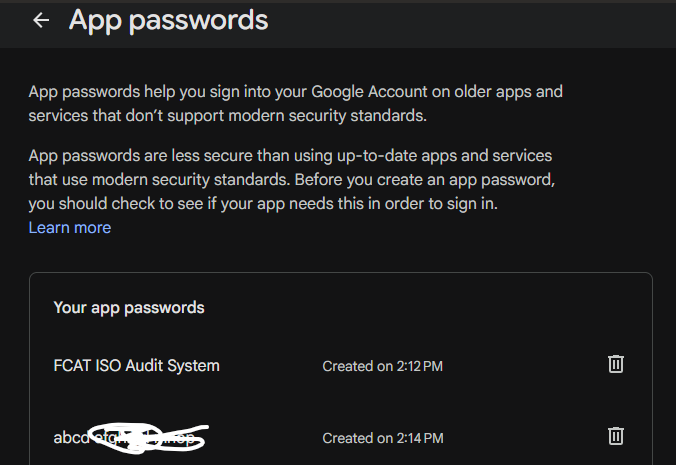 App passwords
App passwords help you sign into your Google Account on older apps and
services that don’t support modern security standards.
App passwords are less secure than using up-to-date apps and services
that use modern security standards. Before you create an app password,
you should check to see if your app needs this in order to sign in.
Learn more
Your app passwords
FCAT ISO Audit System Created on 2:12 PM
abcd Created on 2:14 PM